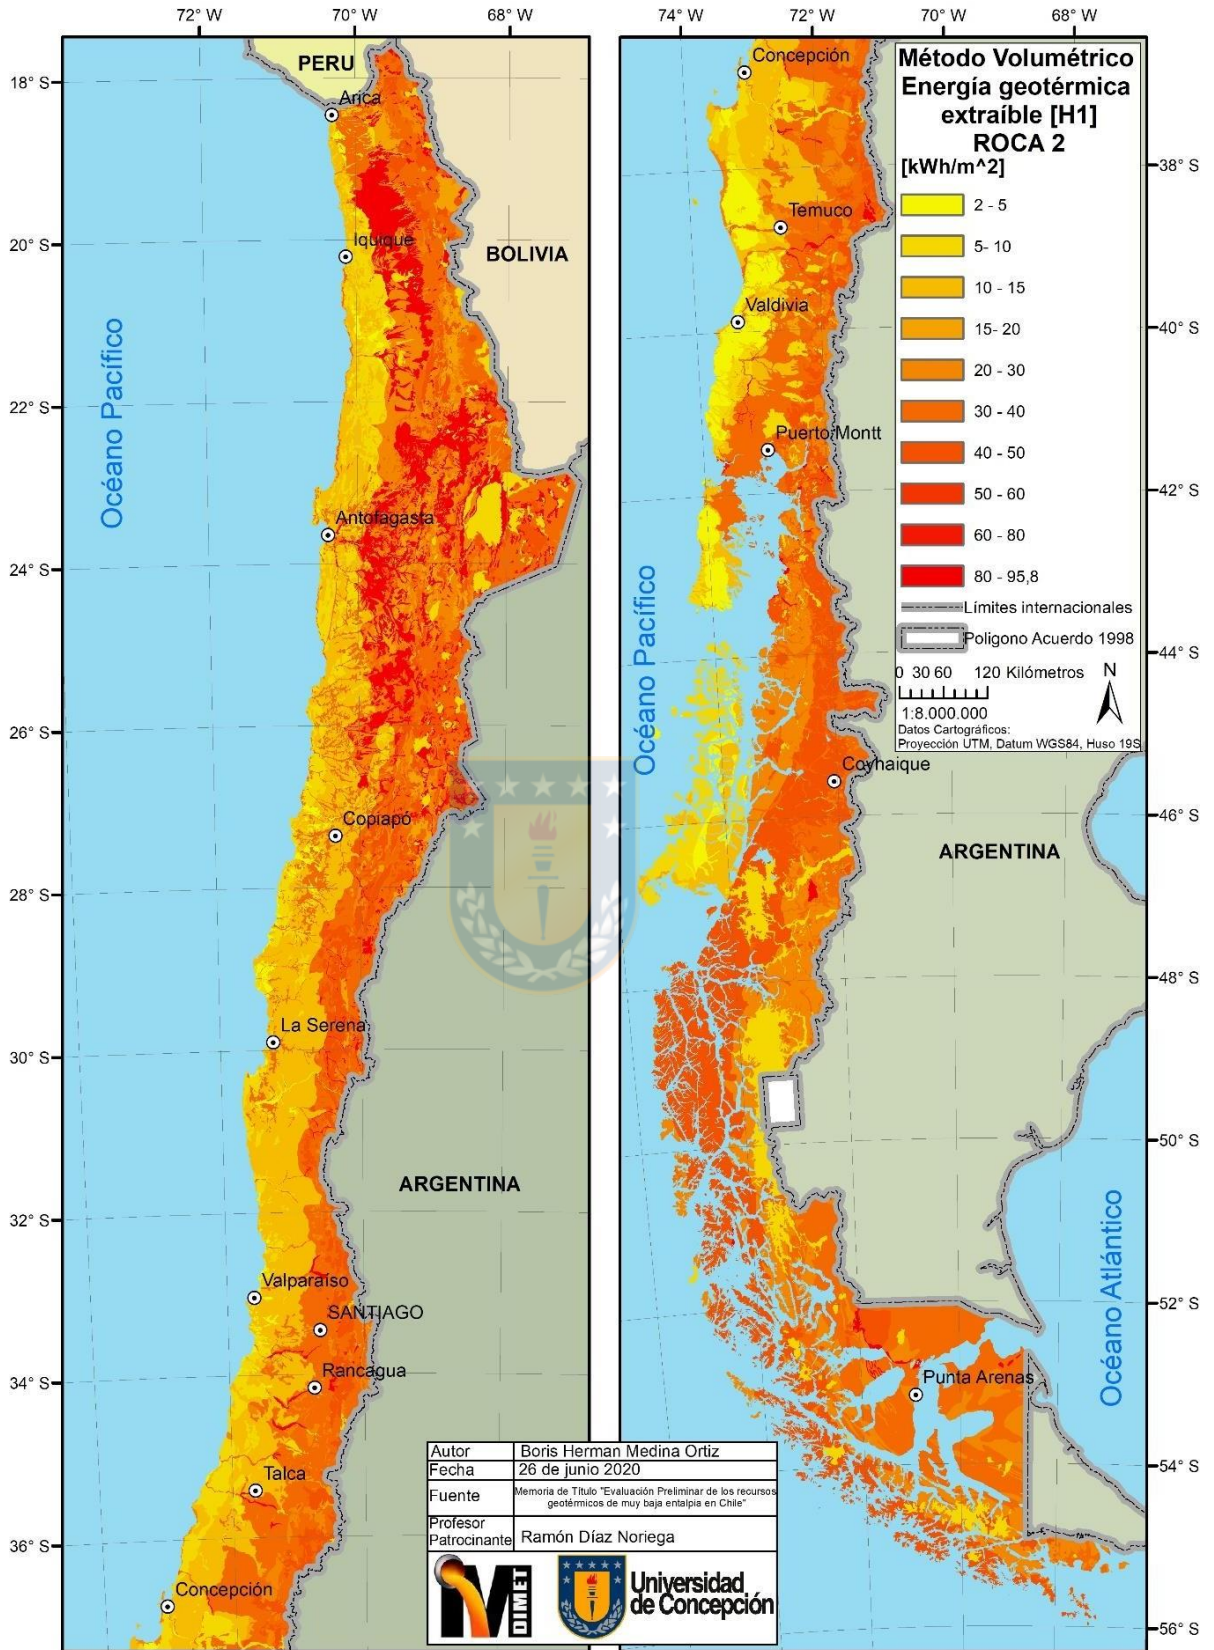 72° W
70° W
68° W
74° W
72° W
70° W
68° W
18° S
20° S
22° S
24° S
26° S
28° S
30° S
32° S
34° S
36° S
PERU
Arica
Iquique
BOLIVIA
Océano Pacífico
Antofagasta
Copiapó
La Serena
ARGENTINA
Valparaíso
SANTIAGO
Rancagua
Talca
Concepción
Concepción
Temuco
Valdivia
Puerto Montt
Océano Pacífico
Coyhaique
ARGENTINA
Océano Atlántico
Punta Arenas
38° S
40° S
42° S
44° S
46° S
48° S
50° S
52° S
54° S
56° S
Método Volumétrico
Energía geotérmica
extraíble [H1]
ROCA 2
[kWh/m^2]
2 - 5
5- 10
10 - 15
15- 20
20 - 30
30 - 40
40 - 50
50 - 60
60 - 80
80 - 95,8
Límites internacionales
Poligono Acuerdo 1998
0 30 60 120 Kilómetros
N
1:8.000.000
Datos Cartográficos:
Proyección UTM, Datum WGS84, Huso 19S
Autor Boris Herman Medina Ortiz
Fecha 26 de junio 2020
Fuente Memoria de Título "Evaluación Preliminar de los recursos
geotérmicos de muy baja entalpia en Chile"
Profesor
Patrocinante Ramón Díaz Noriega
DIMET
Universidad
de Concepción